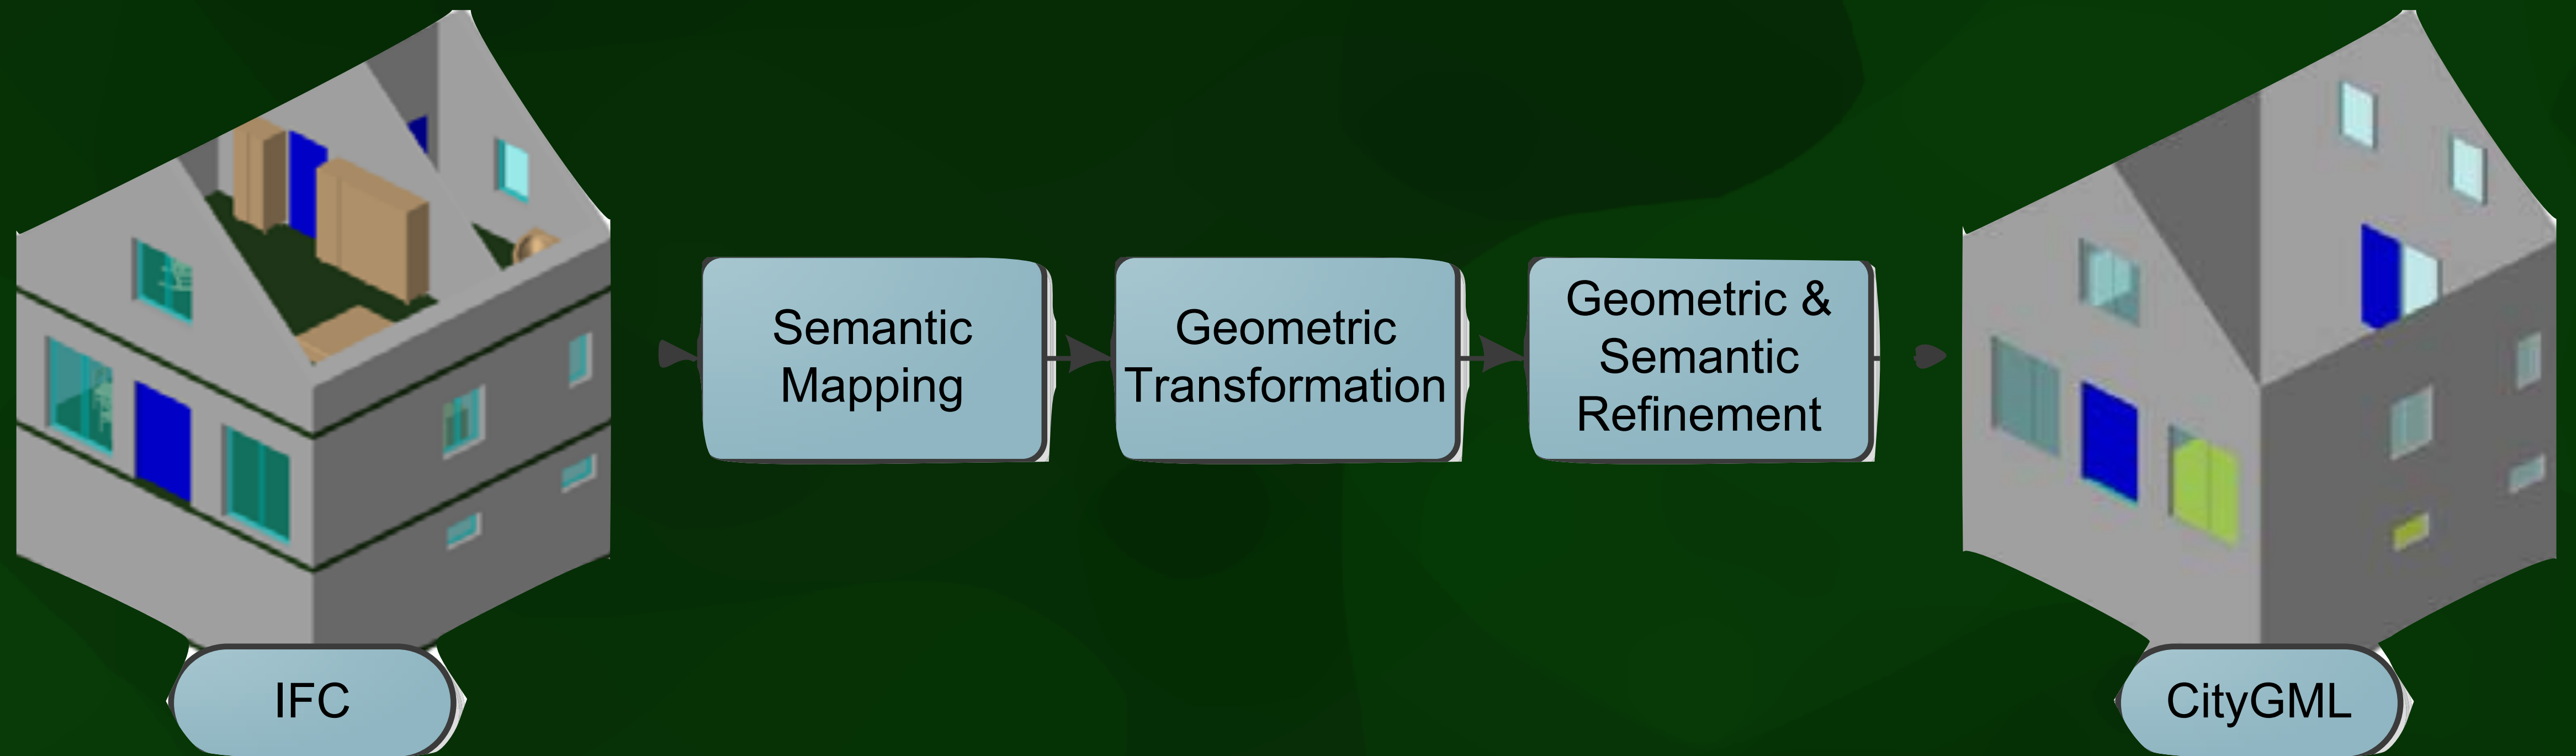 Semantic
Mapping
Geometric
Transformation
Geometric &
Semantic
Refinement
IFC
CityGML